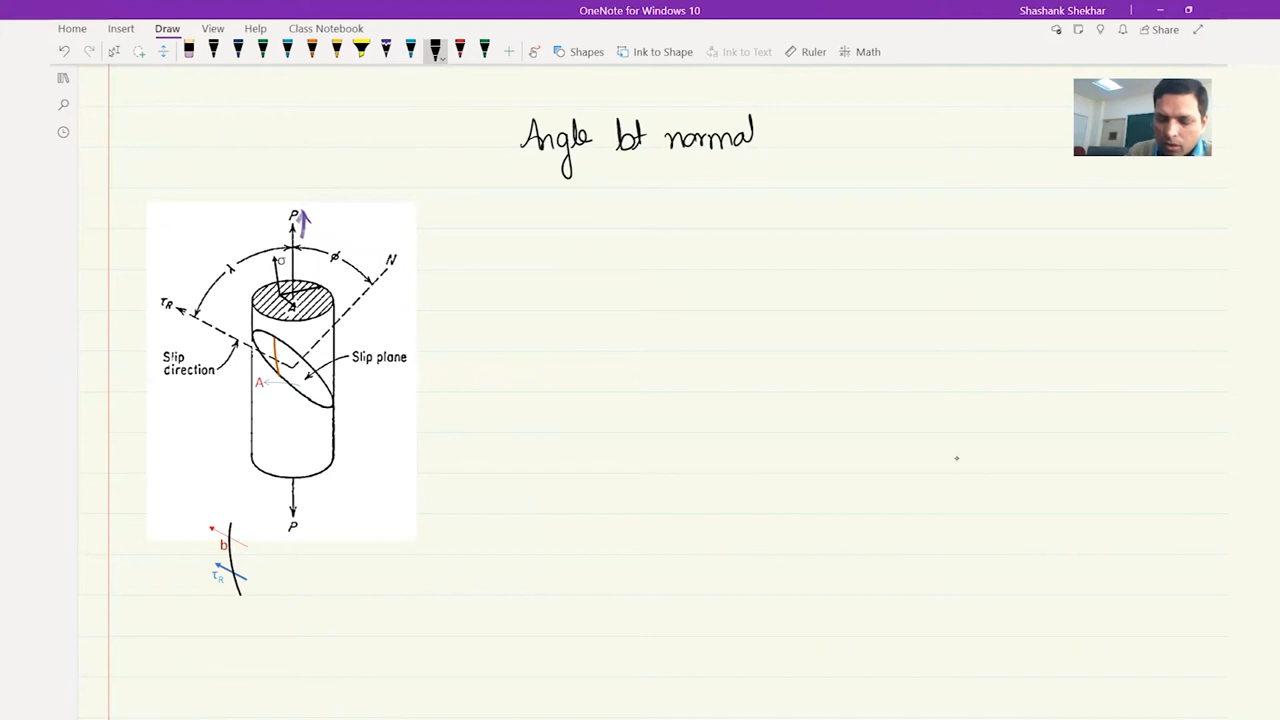 OneNote for Windows 10
Shashank Shekhar
Home Insert Draw View Help Class Notebook
Share
Shapes Ink to Shape Ink to Text Ruler Math
Angle bt normal
P
σ
ϕ
N
λ
τR
A
Slip direction
Slip plane
A
P
b
τR